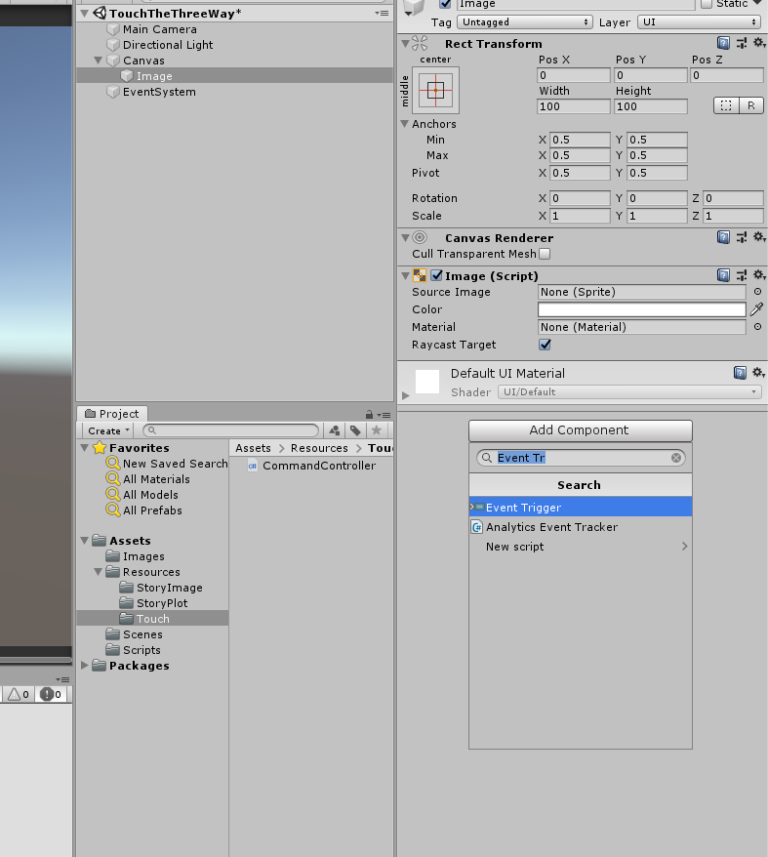 TouchTheThreeWay*
Main Camera
Directional Light
Canvas
Image
EventSystem
Project
Create
Favorites
New Saved Search
All Materials
All Models
All Prefabs
Assets
Images
Resources
StoryImage
StoryPlot
Touch
Scenes
Scripts
Packages
Assets > Resources > Tou
CommandController
0 0
Image Static
Tag Untagged Layer UI
Rect Transform
center
middle
Pos X Pos Y Pos Z
0 0 0
Width Height
100 100
R
Anchors
Min X 0.5 Y 0.5
Max X 0.5 Y 0.5
Pivot X 0.5 Y 0.5
Rotation X 0 Y 0 Z 0
Scale X 1 Y 1 Z 1
Canvas Renderer
Cull Transparent Mesh
Image (Script)
Source Image None (Sprite)
Color
Material None (Material)
Raycast Target
Default UI Material
Shader UI/Default
Add Component
Event Tr
Search
Event Trigger
Analytics Event Tracker
New script